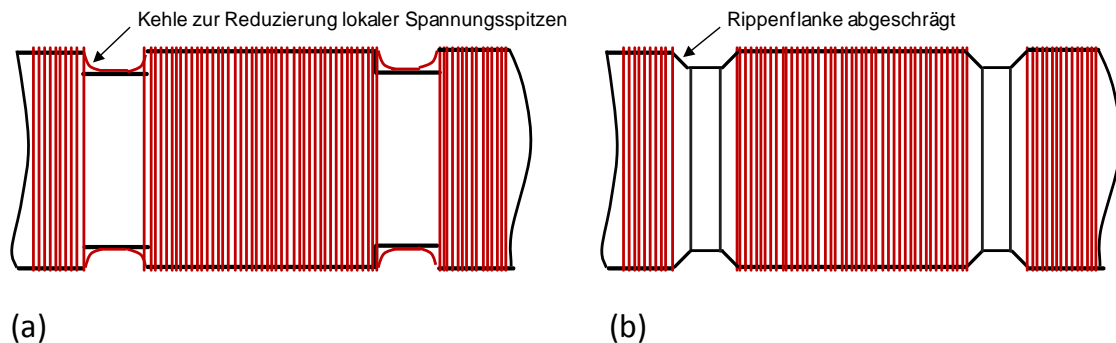 Kehle zur Reduzierung lokaler Spannungsspitzen
Rippenflanke abgeschrägt
(a)
(b)